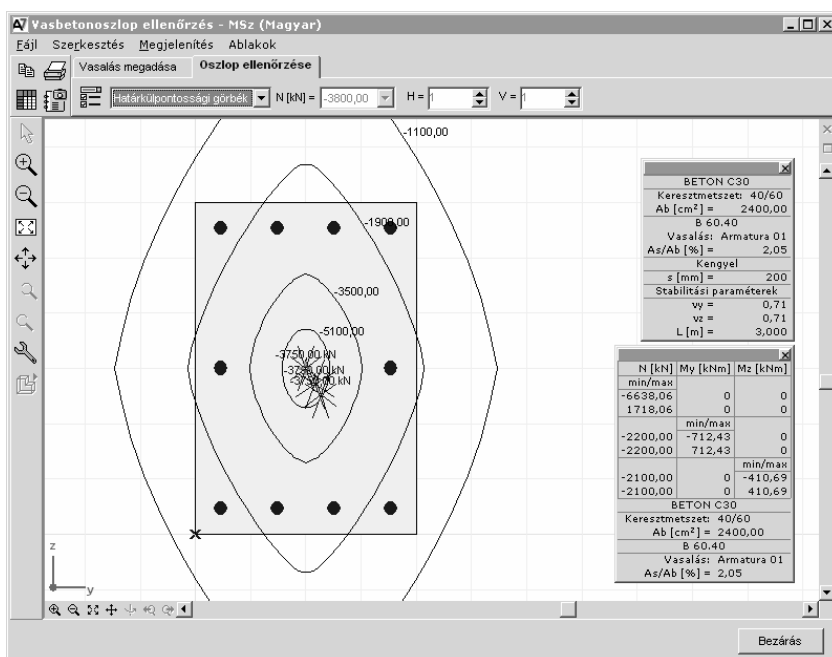 Vasbetonoszlop ellenőrzés - MSz (Magyar)
Fájl Szerkesztés Megjelenítés Ablakok
Vasalás megadása Oszlop ellenőrzése
Határkülpontossági görbék N [kN] = -3800,00 H = 1 V = 1
-1100,00
-1900,00
-3500,00
-5100,00
-3750,00 kN
-3750,00 kN
-3750,00 kN
z
y
BETON C30
Keresztmetszet: 40/60
Ab [cm²] = 2400,00
B 60.40
Vasalás: Armatura 01
As/Ab [%] = 2,05
Kengyel
s [mm] = 200
Stabilitási paraméterek
νy = 0,71
νz = 0,71
L [m] = 3,000
N [kN] My [kNm] Mz [kNm]
min/max
-6638,06 0 0
1718,06 0 0
min/max
-2200,00 -712,43 0
-2200,00 712,43 0
min/max
-2100,00 0 -410,69
-2100,00 0 410,69
BETON C30
Keresztmetszet: 40/60
Ab [cm²] = 2400,00
B 60.40
Vasalás: Armatura 01
As/Ab [%] = 2,05
Bezárás